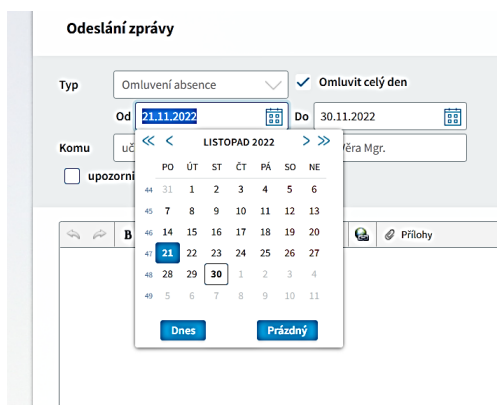 Odeslání zprávy
Typ Omluvení absence Omluvit celý den
Od 21.11.2022 Do 30.11.2022
Komu uč Věra Mgr.
upozorni
LISTOPAD 2022
PO ÚT ST ČT PÁ SO NE
44 31 1 2 3 4 5 6
45 7 8 9 10 11 12 13
46 14 15 16 17 18 19 20
47 21 22 23 24 25 26 27
48 28 29 30 1 2 3 4
49 5 6 7 8 9 10 11
Dnes Prázdný
B Přílohy